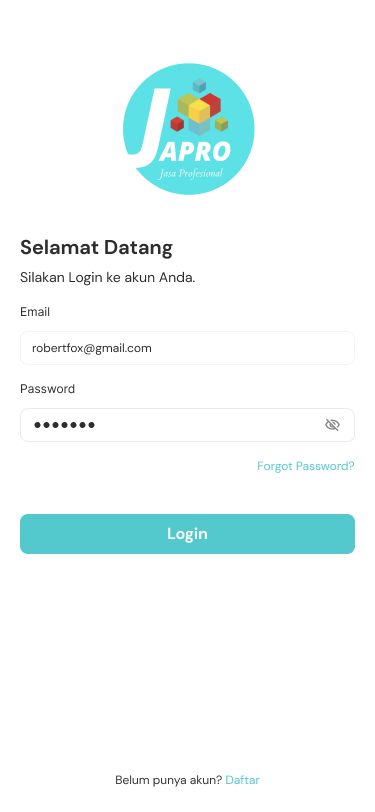 JAPRO
Jasa Profesional
Selamat Datang
Silakan Login ke akun Anda.
Email
robertfox@gmail.com
Password
•••••••
Forgot Password?
Login
Belum punya akun? Daftar